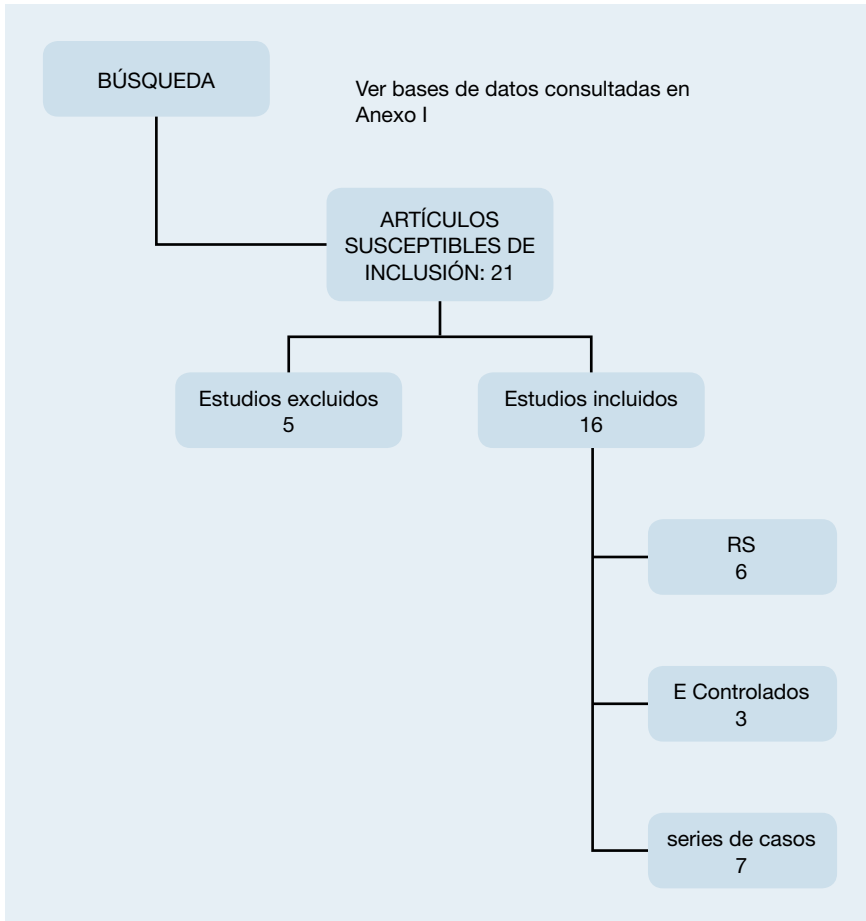 BÚSQUEDA
Ver bases de datos consultadas en
Anexo I
ARTÍCULOS
SUSCEPTIBLES DE
INCLUSIÓN: 21
Estudios excluidos
5
Estudios incluidos
16
RS
6
E Controlados
3
series de casos
7